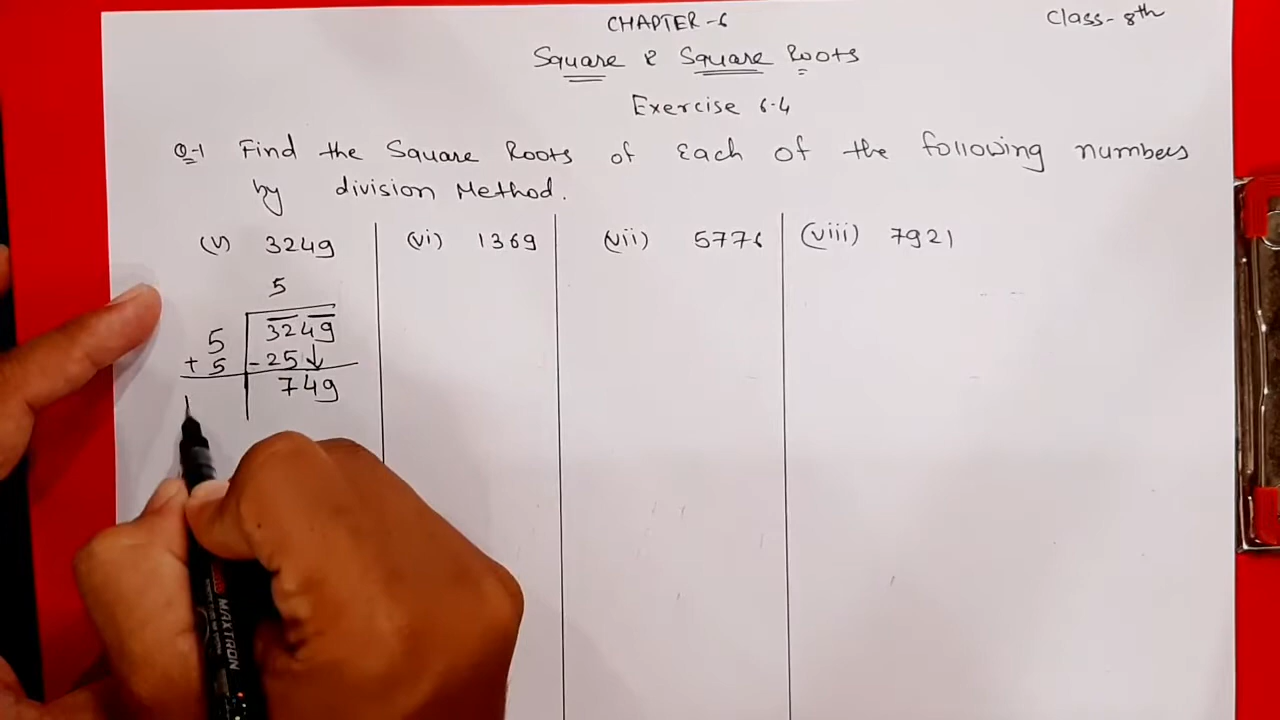 CHAPTER-6
Class- 8th
Square & Square Roots
Exercise 6.4
Q-1 Find the Square Roots of Each of the following numbers
by division Method.
(v) 3249
(vi) 1369
(vii) 5776
(viii) 7921
5
5 3249
+ 5 - 25 ↓
1 749
MAXTRON